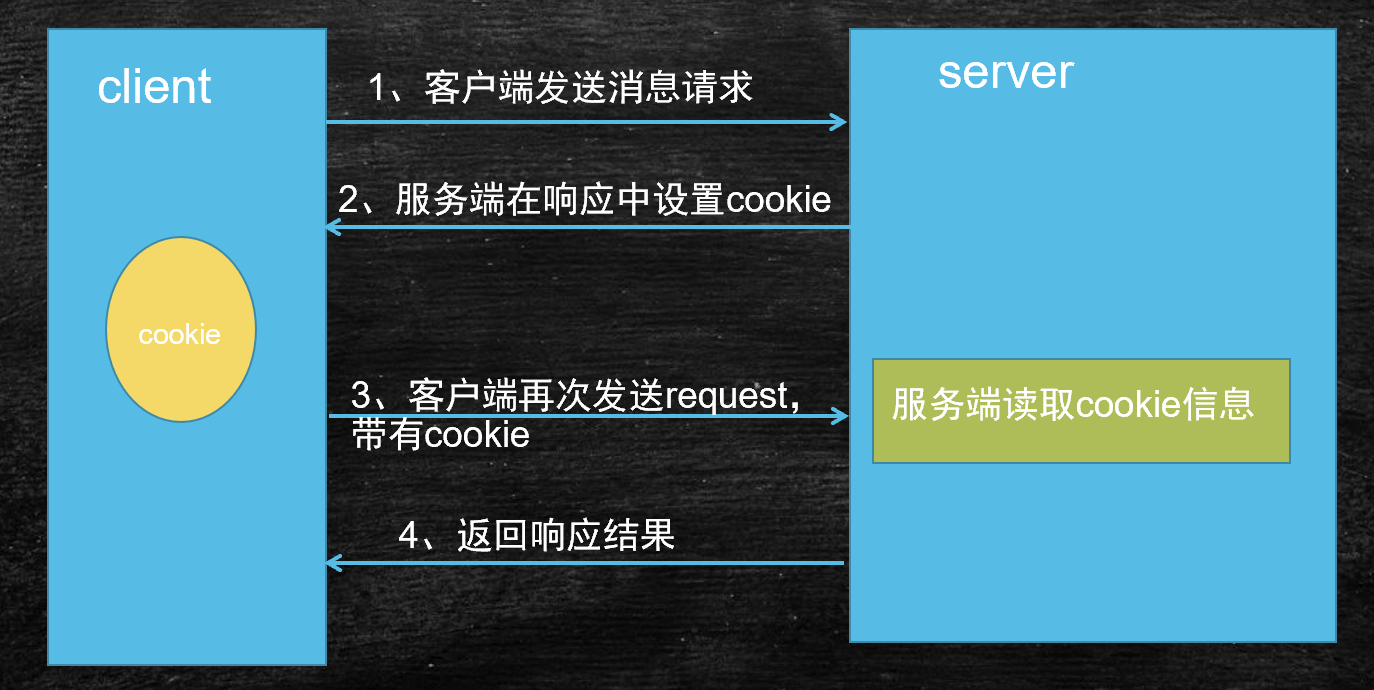 client
server
1、客户端发送消息请求
2、服务端在响应中设置cookie
cookie
3、客户端再次发送request，
带有cookie
服务端读取cookie信息
4、返回响应结果